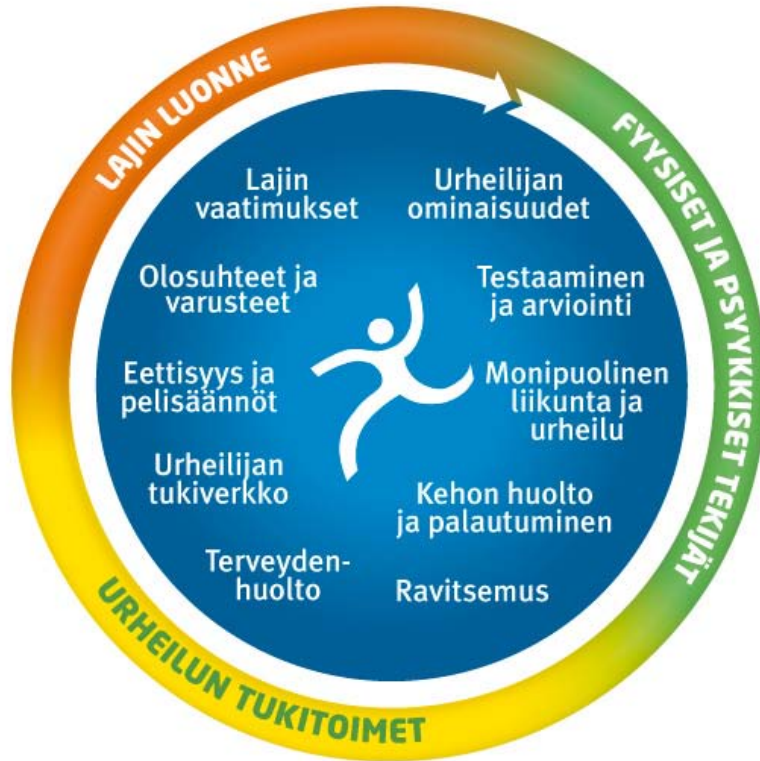 LAJIN LUONNE
FYYSISET JA PSYYKKISET TEKIJÄT
URHEILUN TUKITOIMET
Lajin
vaatimukset
Urheilijan
ominaisuudet
Olosuhteet ja
varusteet
Testaaminen
ja arviointi
Eettisyys ja
pelisäännöt
Monipuolinen
liikunta ja
urheilu
Urheilijan
tukiverkko
Kehon huolto
ja palautuminen
Terveyden-
huolto
Ravitsemus